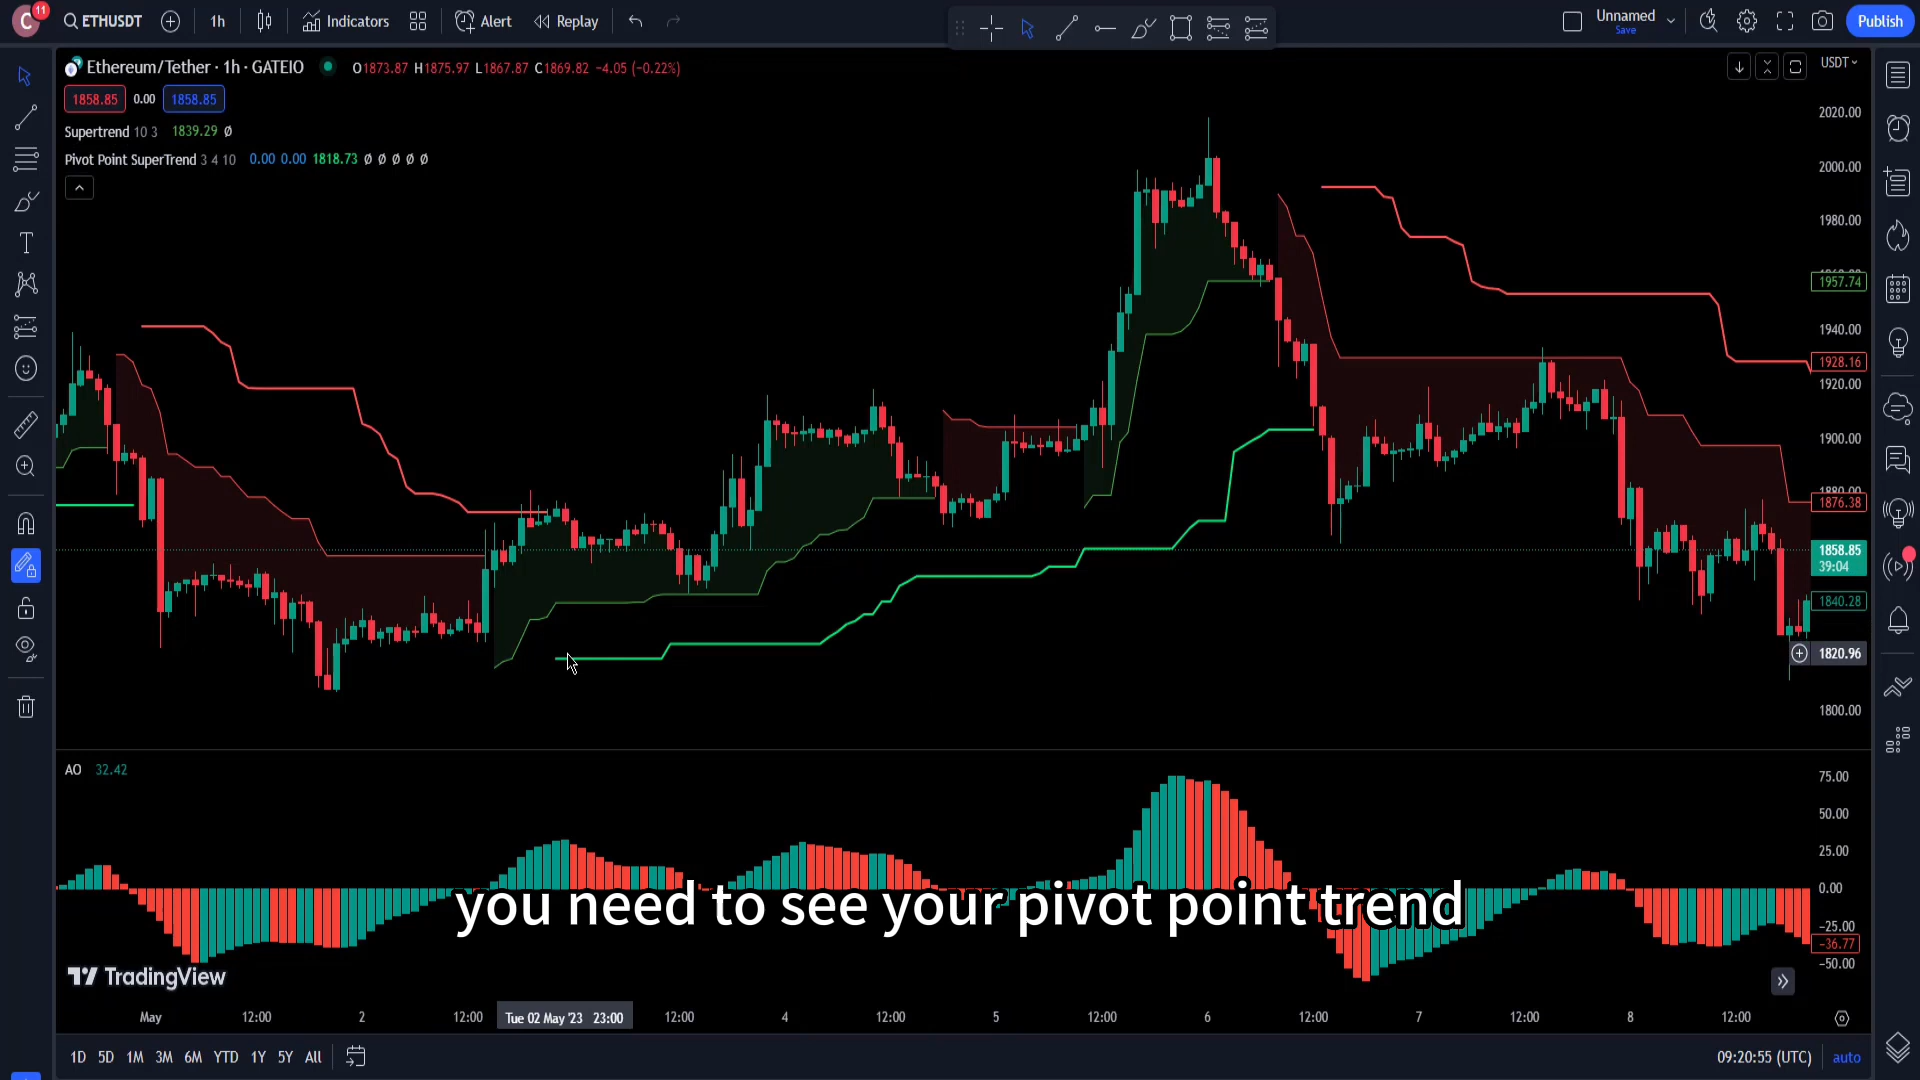 C
11
ETHUSDT
1h
Indicators
Alert
Replay
Unnamed
Save
Publish
Ethereum/Tether · 1h · GATEIO
O1873.87 H1875.97 L1867.87 C1869.82 −4.05 (−0.22%)
USDT
1858.85 0.00 1858.85
Supertrend 10 3 1839.29 Ø
Pivot Point SuperTrend 3 4 10 0.00 0.00 1818.73 Ø Ø Ø Ø Ø
2020.00
2000.00
1980.00
1957.74
1940.00
1928.16
1920.00
1900.00
1876.38
1858.85
39:04
1840.28
1820.96
1800.00
AO 32.42
75.00
50.00
25.00
0.00
you need to see your pivot point trend
−25.00
−36.77
−50.00
TradingView
May 12:00 2 12:00 Tue 02 May '23 23:00 12:00 4 12:00 5 12:00 6 12:00 7 12:00 8 12:00
1D 5D 1M 3M 6M YTD 1Y 5Y All
09:20:55 (UTC) auto